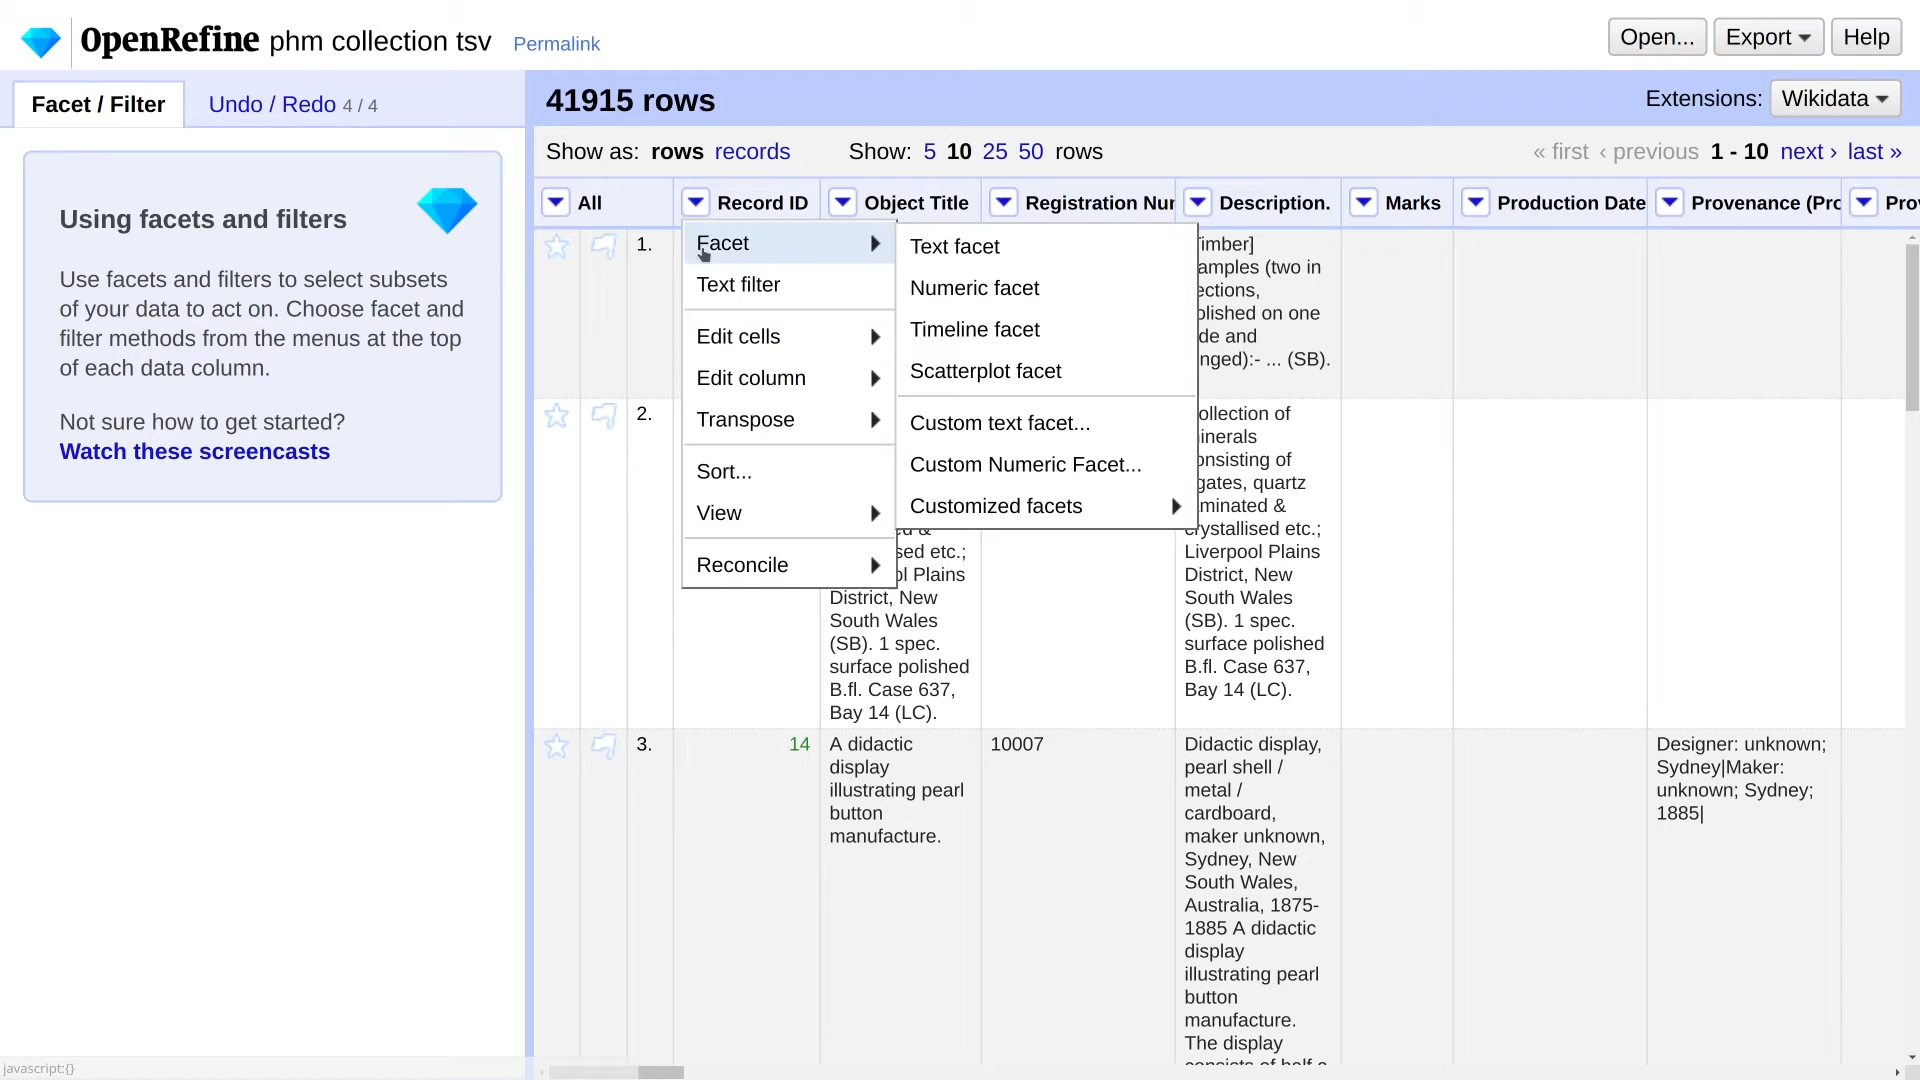 OpenRefine phm collection tsv Permalink
Open... Export Help
Facet / Filter Undo / Redo 4 / 4
41915 rows
Extensions: Wikidata
Show as: rows records Show: 5 10 25 50 rows
« first ‹ previous 1 - 10 next › last »
All Record ID Object Title Registration Nur Description. Marks Production Date Provenance (Pro Prov
Using facets and filters
Use facets and filters to select subsets
of your data to act on. Choose facet and
filter methods from the menus at the top
of each data column.
Not sure how to get started?
Watch these screencasts
Facet
Text filter
Edit cells
Edit column
Transpose
Sort...
View
Reconcile
Text facet
Numeric facet
Timeline facet
Scatterplot facet
Custom text facet...
Custom Numeric Facet...
Customized facets
1.
imber]
amples (two in
ections,
olished on one
de and
nged):- ... (SB).
2.
sed etc.;
ol Plains
District, New
South Wales
(SB). 1 spec.
surface polished
B.fl. Case 637,
Bay 14 (LC).
ollection of
inerals
onsisting of
gates, quartz
minated &
crystallised etc.;
Liverpool Plains
District, New
South Wales
(SB). 1 spec.
surface polished
B.fl. Case 637,
Bay 14 (LC).
3.
14
A didactic
display
illustrating pearl
button
manufacture.
10007
Didactic display,
pearl shell /
metal /
cardboard,
maker unknown,
Sydney, New
South Wales,
Australia, 1875-
1885 A didactic
display
illustrating pearl
button
manufacture.
The display
Designer: unknown;
Sydney|Maker:
unknown; Sydney;
1885|
javascript:{}